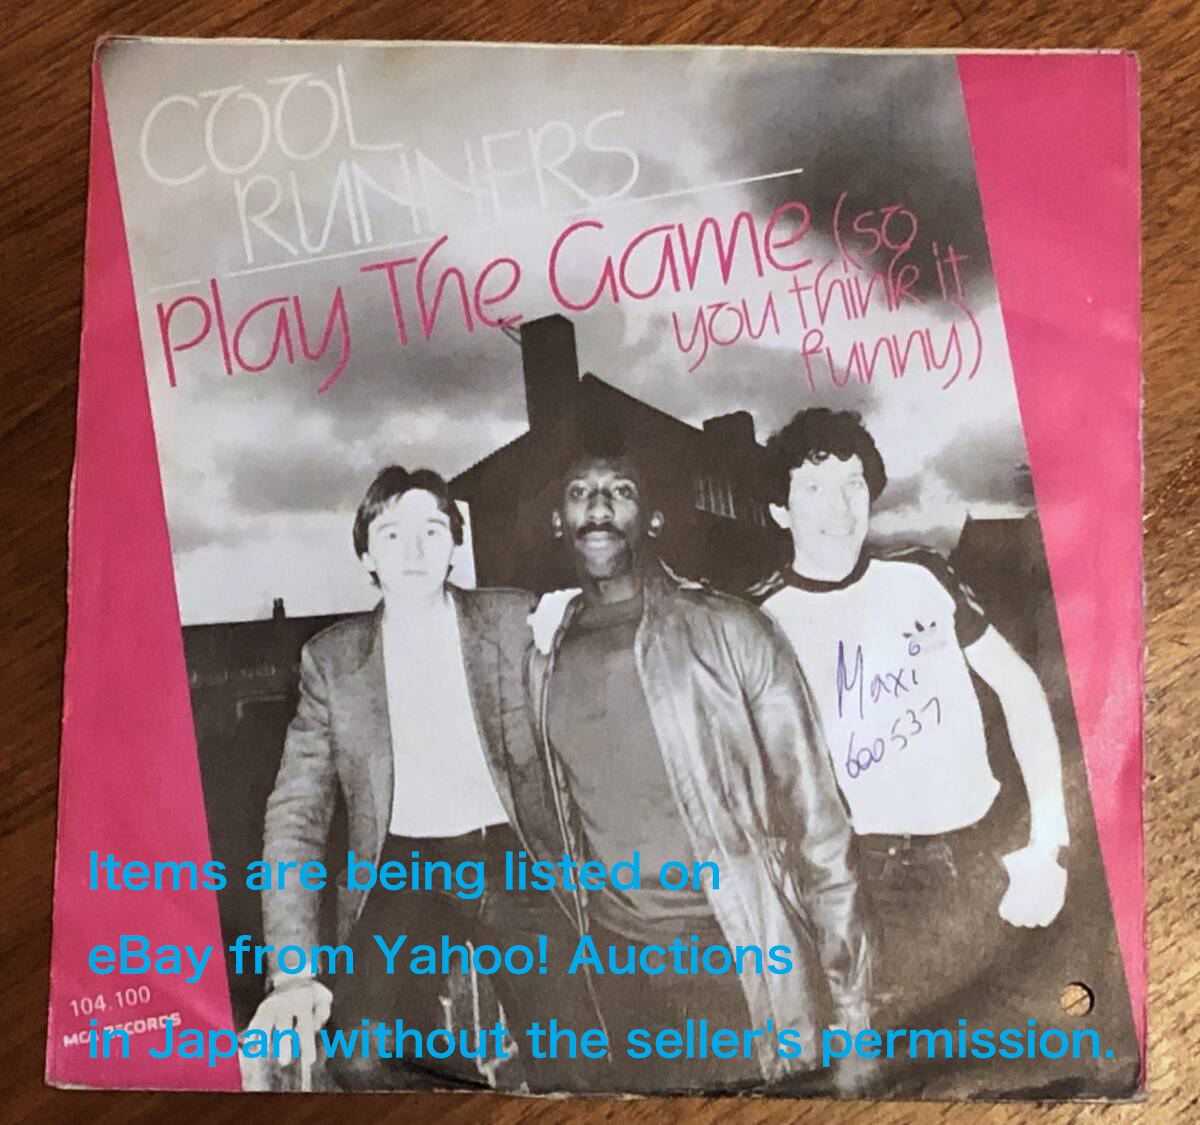 COOL
RUNNERS
Play The Game (so
you think it
funny)
Maxi
600537
Items are being listed on
eBay from Yahoo! Auctions
104.100
MCA RECORDS
in Japan without the seller's permission.